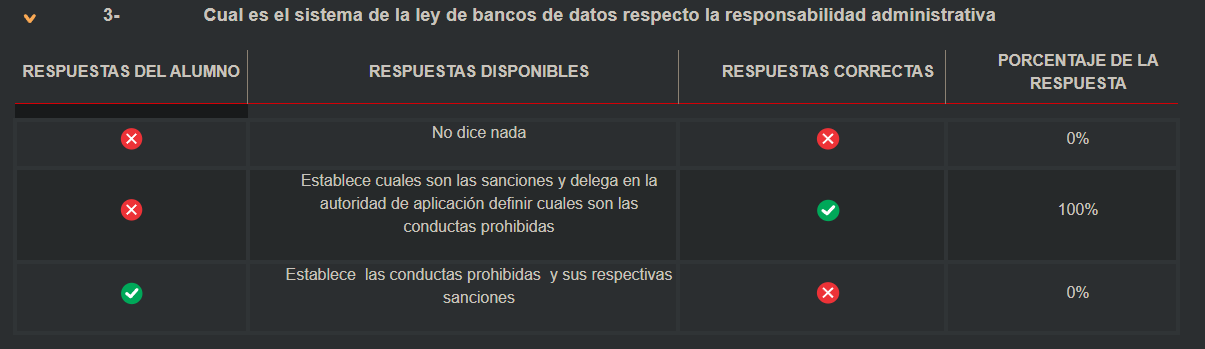 3- Cual es el sistema de la ley de bancos de datos respecto la responsabilidad administrativa
RESPUESTAS DEL ALUMNO RESPUESTAS DISPONIBLES RESPUESTAS CORRECTAS PORCENTAJE DE LA
RESPUESTA
No dice nada 0%
Establece cuales son las sanciones y delega en la
autoridad de aplicación definir cuales son las
conductas prohibidas
100%
Establece las conductas prohibidas y sus respectivas
sanciones
0%